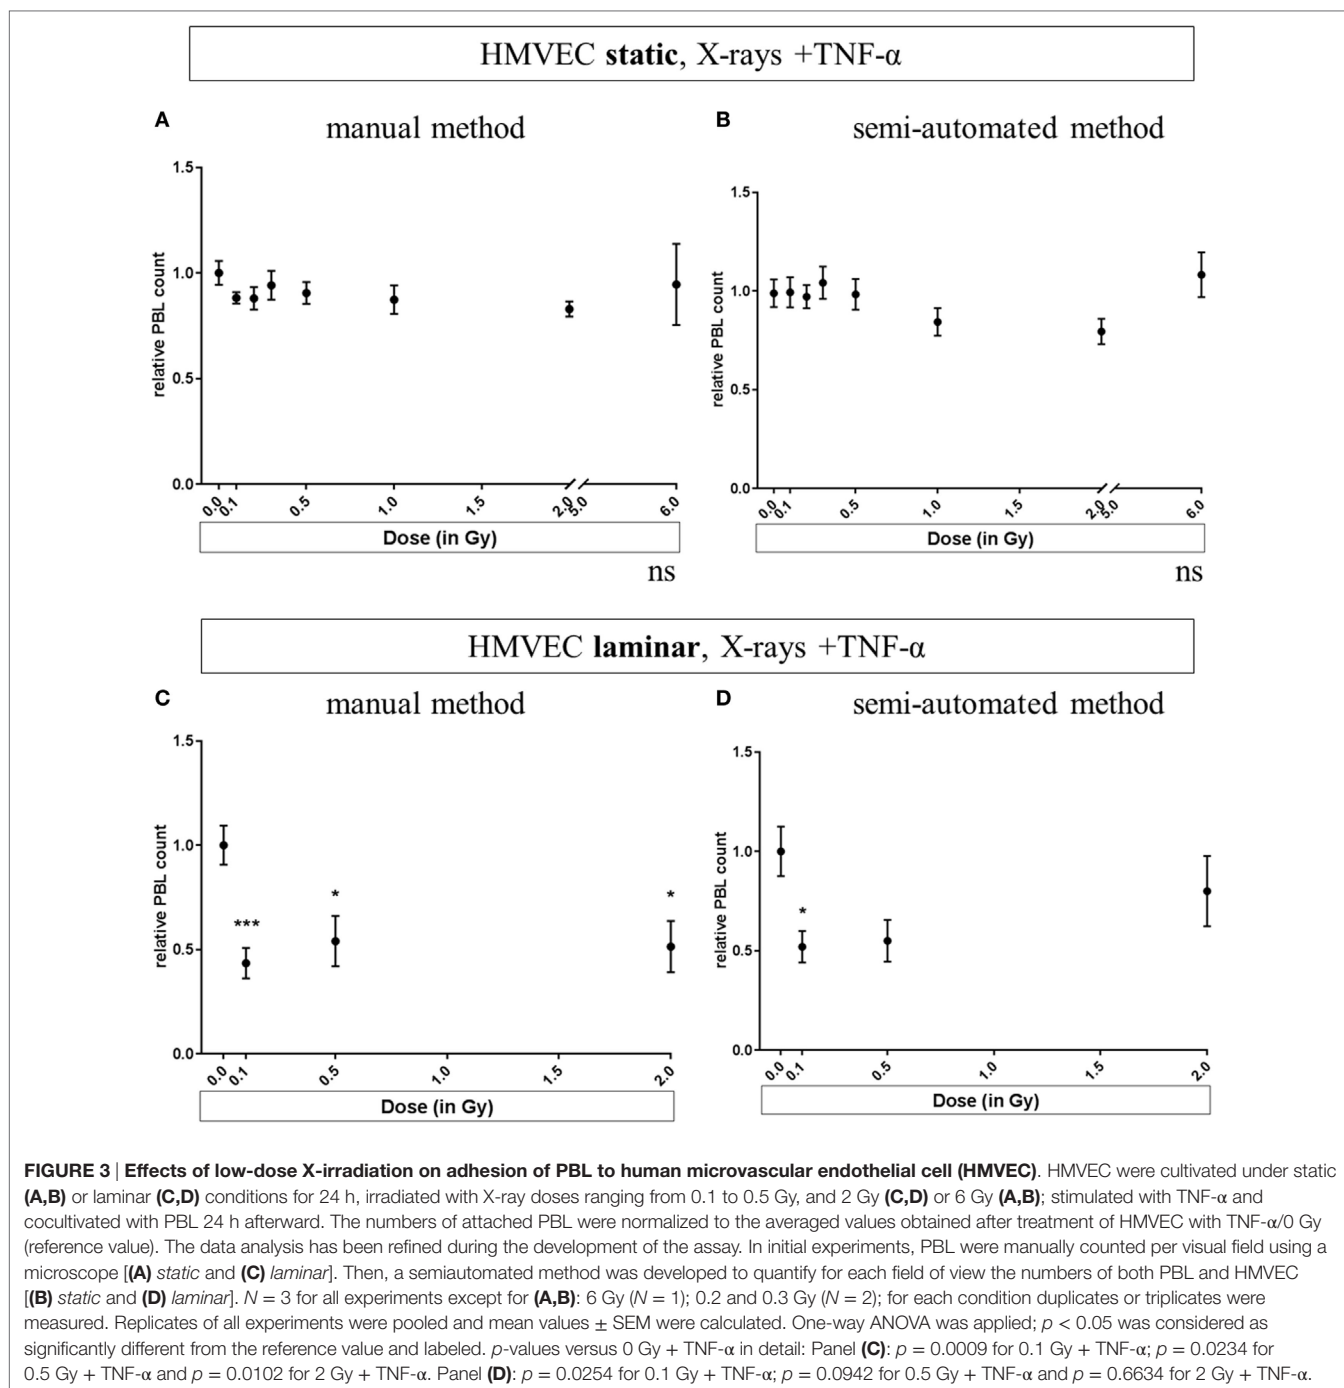 HMVEC static, X-rays +TNF-α
A
manual method
B
semi-automated method
1.5
1.0
0.5
0.0
relative PBL count
0.0
0.1
0.5
1.0
1.5
2.0
5.0
6.0
Dose (in Gy)
ns
1.5
1.0
0.5
0.0
relative PBL count
0.0
0.1
0.5
1.0
1.5
2.0
5.0
6.0
Dose (in Gy)
ns
HMVEC laminar, X-rays +TNF-α
C
manual method
D
semi-automated method
1.5
1.0
0.5
0.0
relative PBL count
***
*
*
0.0
0.1
0.5
1.0
1.5
2.0
Dose (in Gy)
1.5
1.0
0.5
0.0
relative PBL count
*
0.0
0.1
0.5
1.0
1.5
2.0
Dose (in Gy)
FIGURE 3 | Effects of low-dose X-irradiation on adhesion of PBL to human microvascular endothelial cell (HMVEC). HMVEC were cultivated under static
(A,B) or laminar (C,D) conditions for 24 h, irradiated with X-ray doses ranging from 0.1 to 0.5 Gy, and 2 Gy (C,D) or 6 Gy (A,B); stimulated with TNF-α and
cocultivated with PBL 24 h afterward. The numbers of attached PBL were normalized to the averaged values obtained after treatment of HMVEC with TNF-α/0 Gy
(reference value). The data analysis has been refined during the development of the assay. In initial experiments, PBL were manually counted per visual field using a
microscope [(A) static and (C) laminar]. Then, a semiautomated method was developed to quantify for each field of view the numbers of both PBL and HMVEC
[(B) static and (D) laminar]. N = 3 for all experiments except for (A,B): 6 Gy (N = 1); 0.2 and 0.3 Gy (N = 2); for each condition duplicates or triplicates were
measured. Replicates of all experiments were pooled and mean values ± SEM were calculated. One-way ANOVA was applied; p < 0.05 was considered as
significantly different from the reference value and labeled. p-values versus 0 Gy + TNF-α in detail: Panel (C): p = 0.0009 for 0.1 Gy + TNF-α; p = 0.0234 for
0.5 Gy + TNF-α and p = 0.0102 for 2 Gy + TNF-α. Panel (D): p = 0.0254 for 0.1 Gy + TNF-α; p = 0.0942 for 0.5 Gy + TNF-α and p = 0.6634 for 2 Gy + TNF-α.